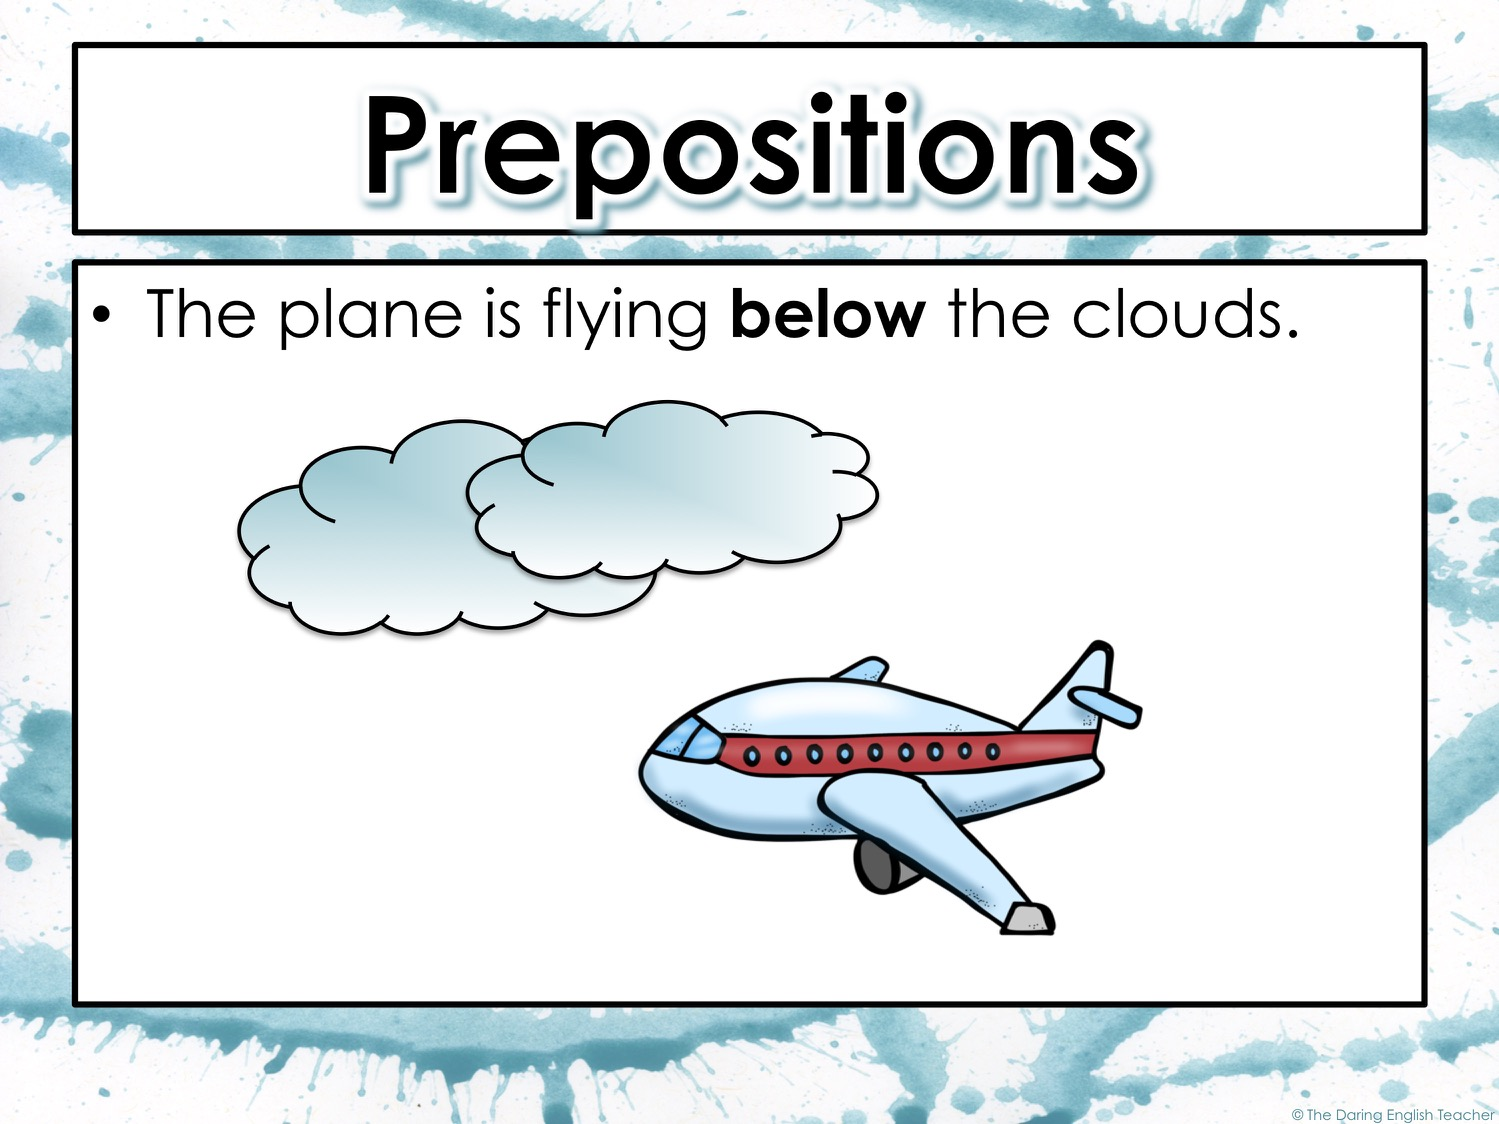 Prepositions
• The plane is flying below the clouds.
© The Daring English Teacher